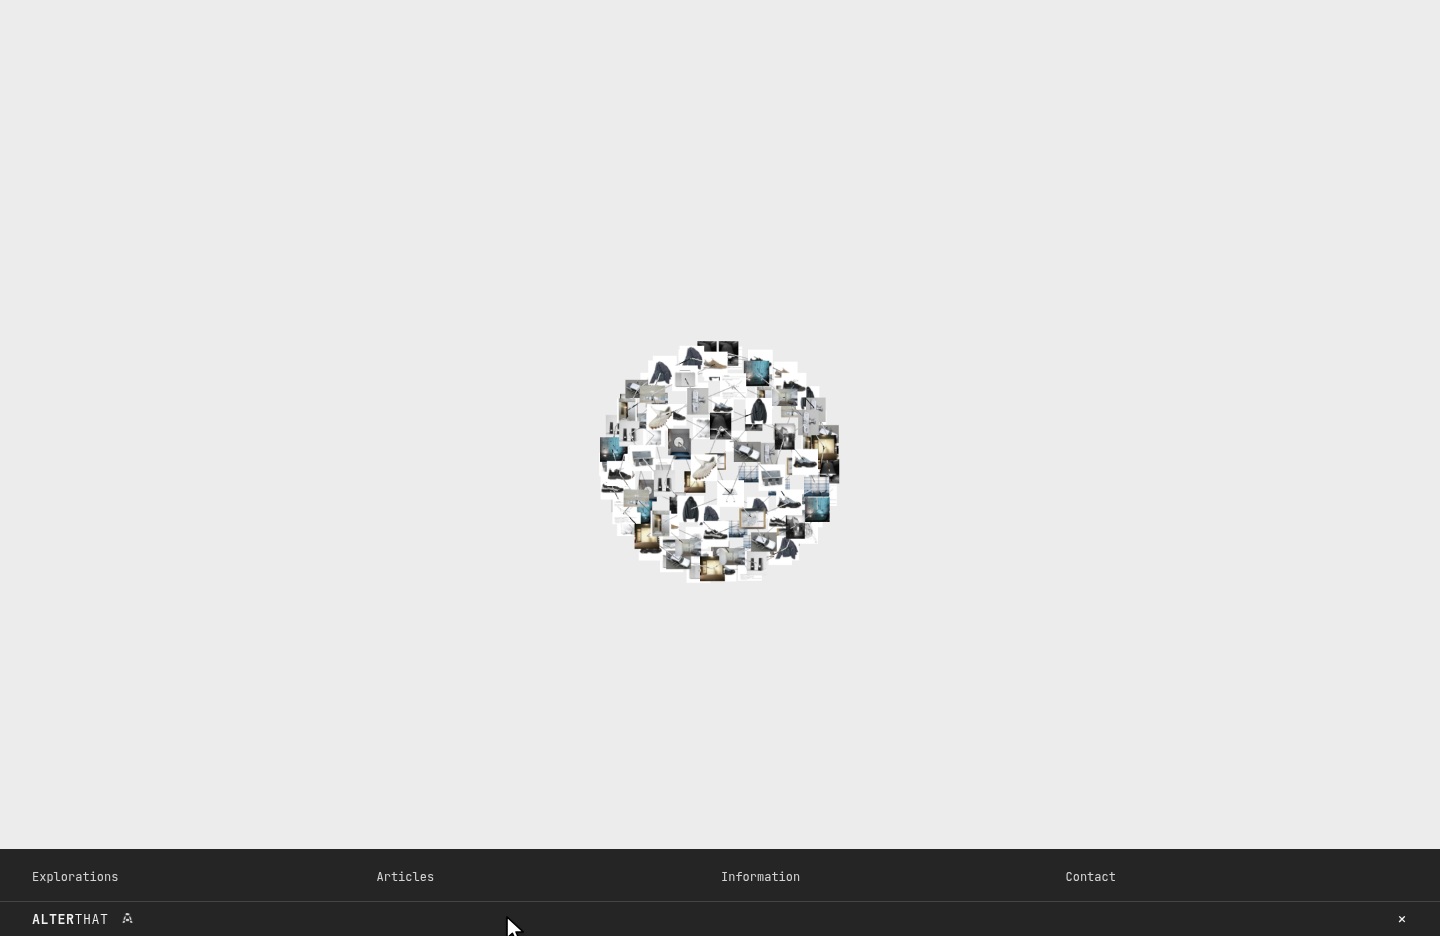 Explorations
Articles
Information
Contact
ALTERTHAT
×